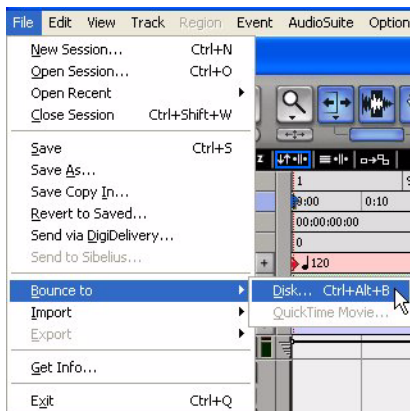 File Edit View Track Region Event AudioSuite Option
New Session... Ctrl+N
Open Session... Ctrl+O
Open Recent
Close Session Ctrl+Shift+W
Save Ctrl+S
Save As...
Save Copy In...
Revert to Saved...
Send via DigiDelivery...
Send to Sibelius...
Bounce to
Import
Export
Get Info...
Exit Ctrl+Q
Disk... Ctrl+Alt+B
QuickTime Movie...
z
1
0:00 0:10
00:00:00:00
0
+ 120